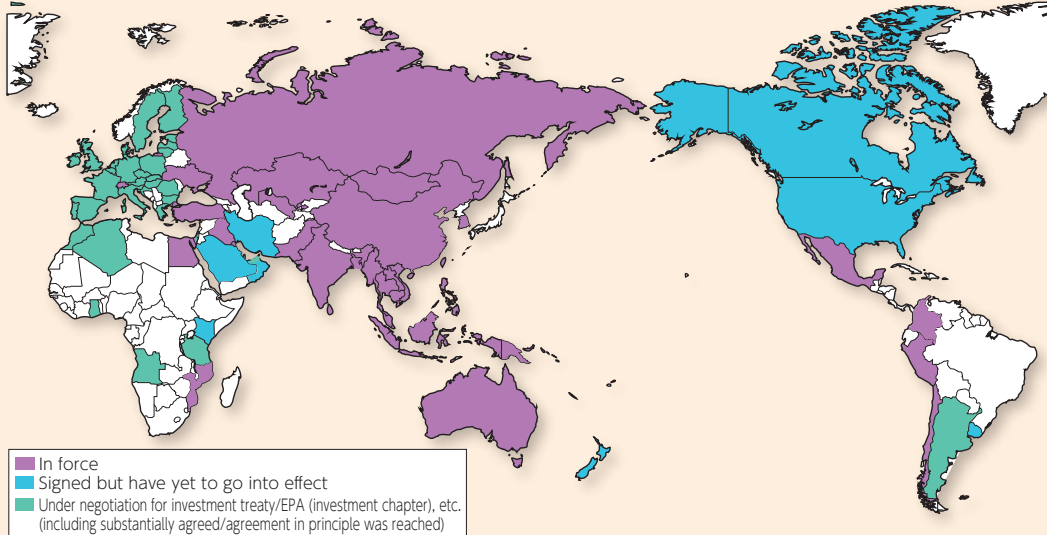 In force
Signed but have yet to go into effect
Under negotiation for investment treaty/EPA (investment chapter), etc.
(including substantially agreed/agreement in principle was reached)